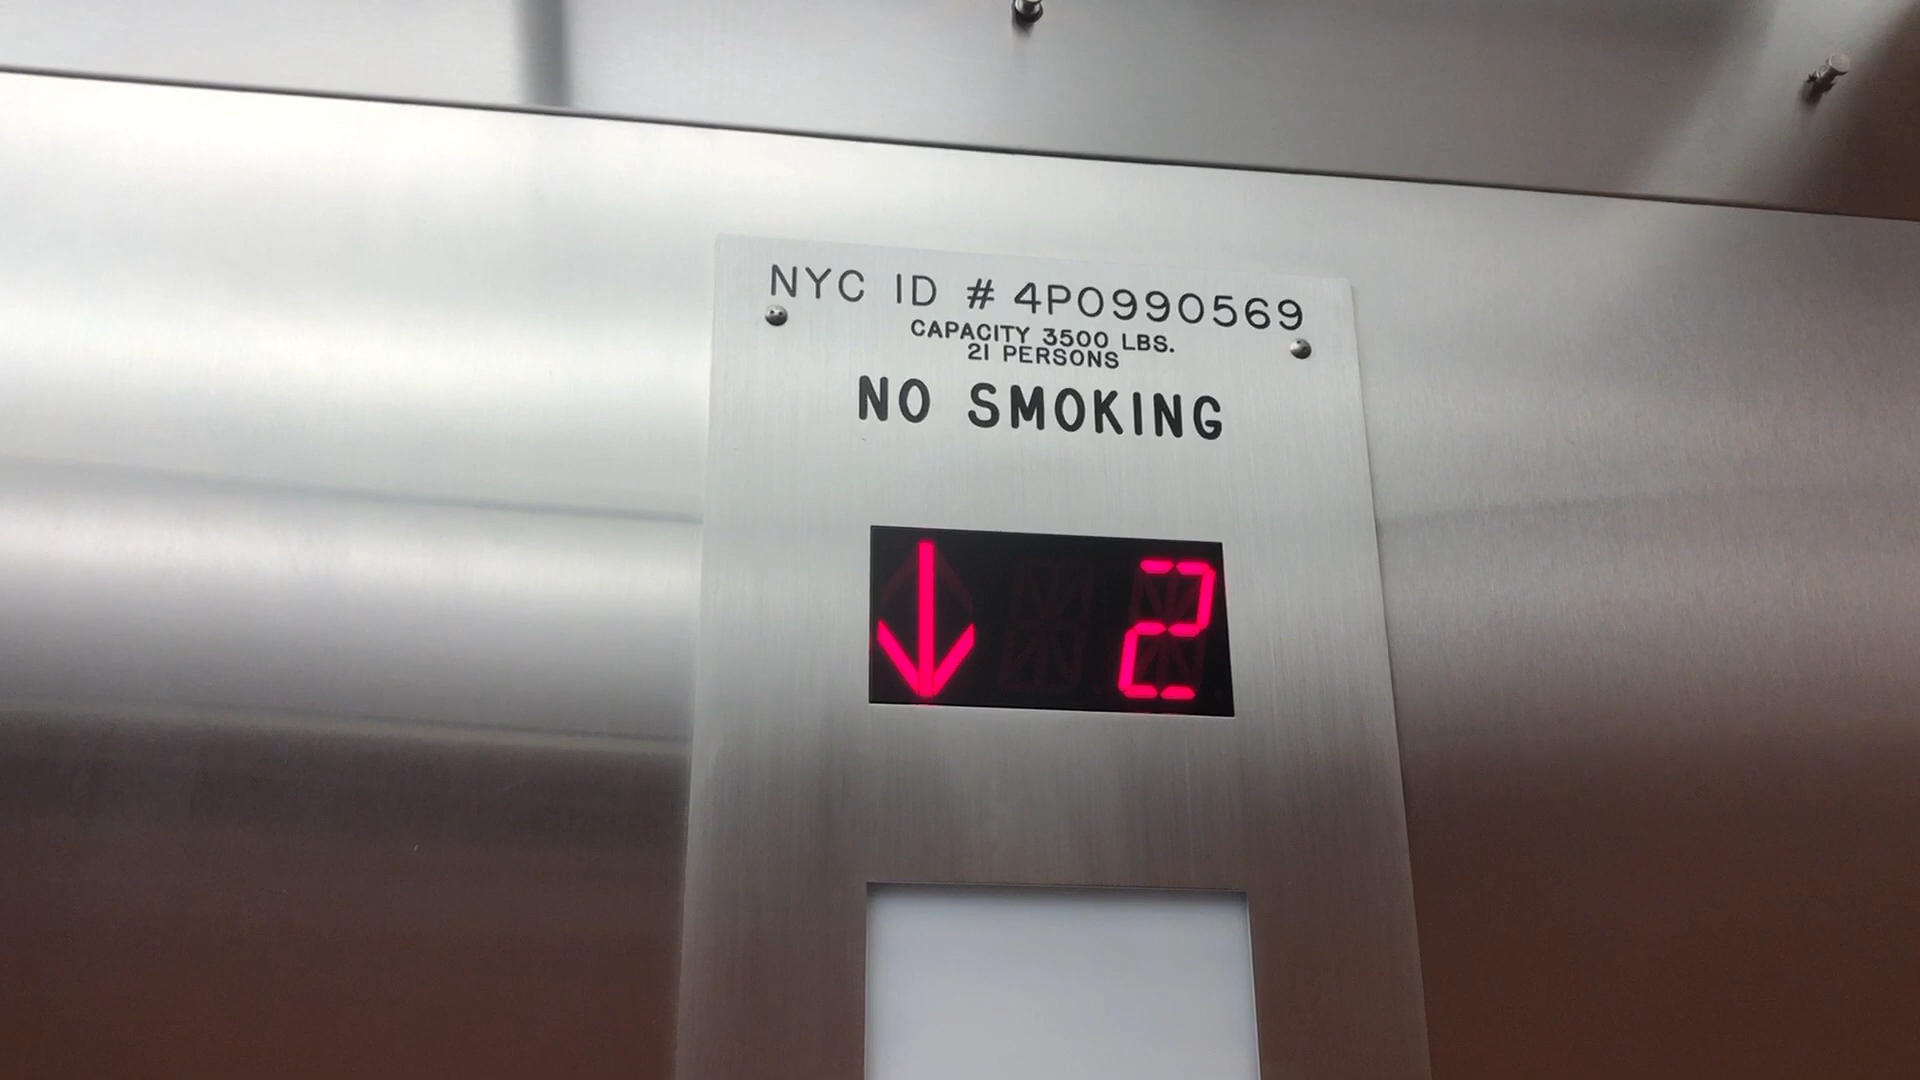 NYC ID # 4P0990569
CAPACITY 3500 LBS.
21 PERSONS
NO SMOKING
↓ 2